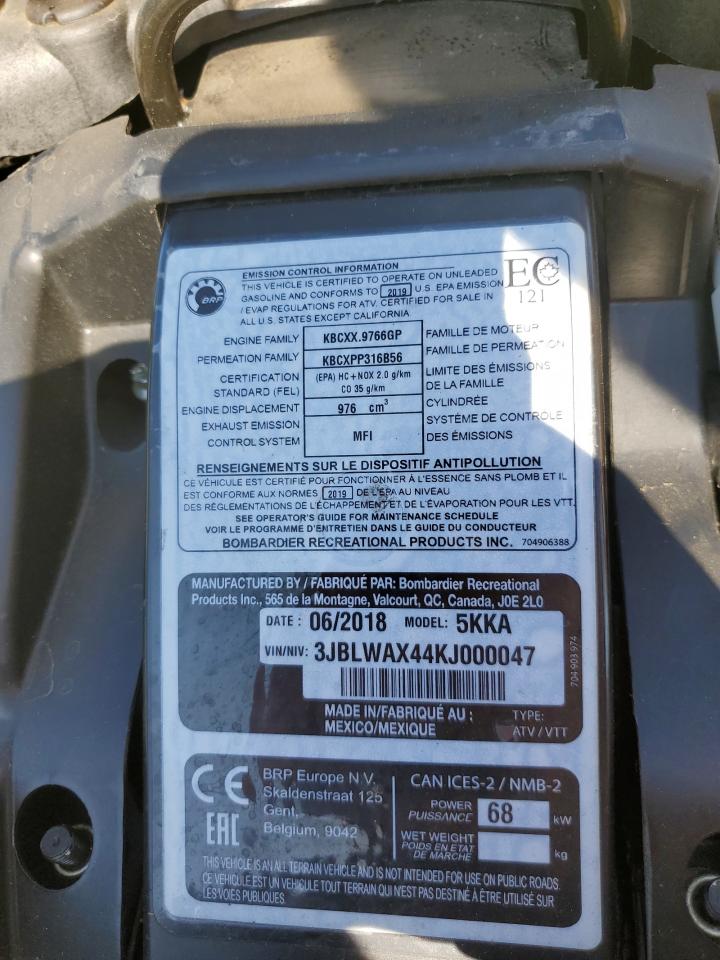 EMISSION CONTROL INFORMATION
THIS VEHICLE IS CERTIFIED TO OPERATE ON UNLEADED
GASOLINE AND CONFORMS TO 2019 U.S. EPA EMISSION
/ EVAP REGULATIONS FOR ATV. CERTIFIED FOR SALE IN
ALL U.S. STATES EXCEPT CALIFORNIA
BRP
EC
121
ENGINE FAMILY KBCXX.9766GP FAMILLE DE MOTEUR
PERMEATION FAMILY KBCXPP316B56 FAMILLE DE PERMEATION
CERTIFICATION (EPA) HC+NOX 2.0 g/km LIMITE DES ÉMISSIONS
STANDARD (FEL) CO 35 g/km DE LA FAMILLE
ENGINE DISPLACEMENT 976 cm³ CYLINDRÉE
EXHAUST EMISSION SYSTÈME DE CONTRÔLE
CONTROL SYSTEM MFI DES ÉMISSIONS
RENSEIGNEMENTS SUR LE DISPOSITIF ANTIPOLLUTION
CE VÉHICULE EST CERTIFIÉ POUR FONCTIONNER À L'ESSENCE SANS PLOMB ET IL
EST CONFORME AUX NORMES 2019 DE L'EPA AU NIVEAU
DES RÉGLEMENTATIONS DE L'ÉCHAPPEMENT ET DE L'ÉVAPORATION POUR LES VTT.
SEE OPERATOR'S GUIDE FOR MAINTENANCE SCHEDULE
VOIR LE PROGRAMME D'ENTRETIEN DANS LE GUIDE DU CONDUCTEUR
BOMBARDIER RECREATIONAL PRODUCTS INC. 704906388
MANUFACTURED BY / FABRIQUÉ PAR: Bombardier Recreational
Products Inc., 565 de la Montagne, Valcourt, QC, Canada, J0E 2L0
DATE : 06/2018 MODEL: 5KKA
VIN/NIV: 3JBLWAX44KJ000047
704 903 974
MADE IN/FABRIQUÉ AU : TYPE:
MEXICO/MEXIQUE ATV / VTT
CE
EAC
BRP Europe N.V.
Skaldenstraat 125
Gent,
Belgium, 9042
CAN ICES-2 / NMB-2
POWER
PUISSANCE 68 kW
WET WEIGHT
POIDS EN ETAT
DE MARCHE kg
THIS VEHICLE IS AN ALL TERRAIN VEHICLE AND IS NOT INTENDED FOR USE ON PUBLIC ROADS.
CE VÉHICULE EST UN VÉHICULE TOUT TERRAIN QUI N'EST PAS DESTINÉ À ÊTRE UTILISÉ SUR
LES VOIES PUBLIQUES.